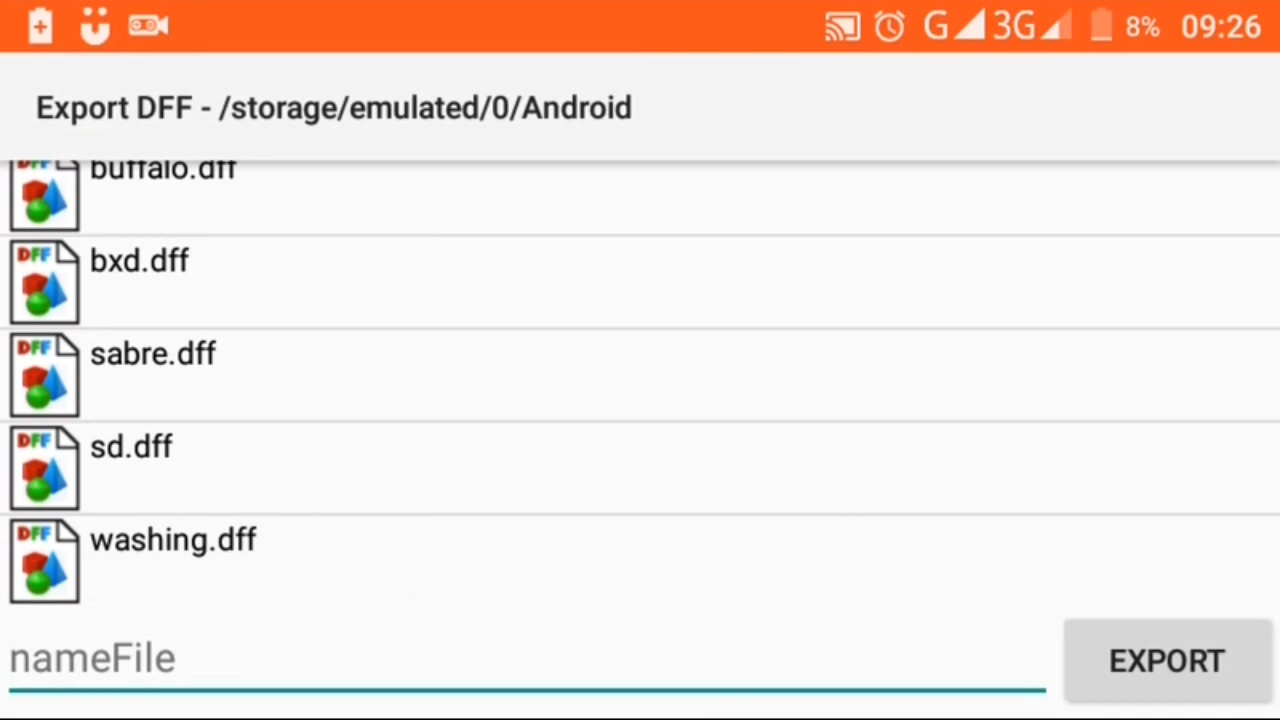 G 3G 8% 09:26
Export DFF - /storage/emulated/0/Android
DFF buffalo.dff
DFF bxd.dff
DFF sabre.dff
DFF sd.dff
DFF washing.dff
nameFile
EXPORT